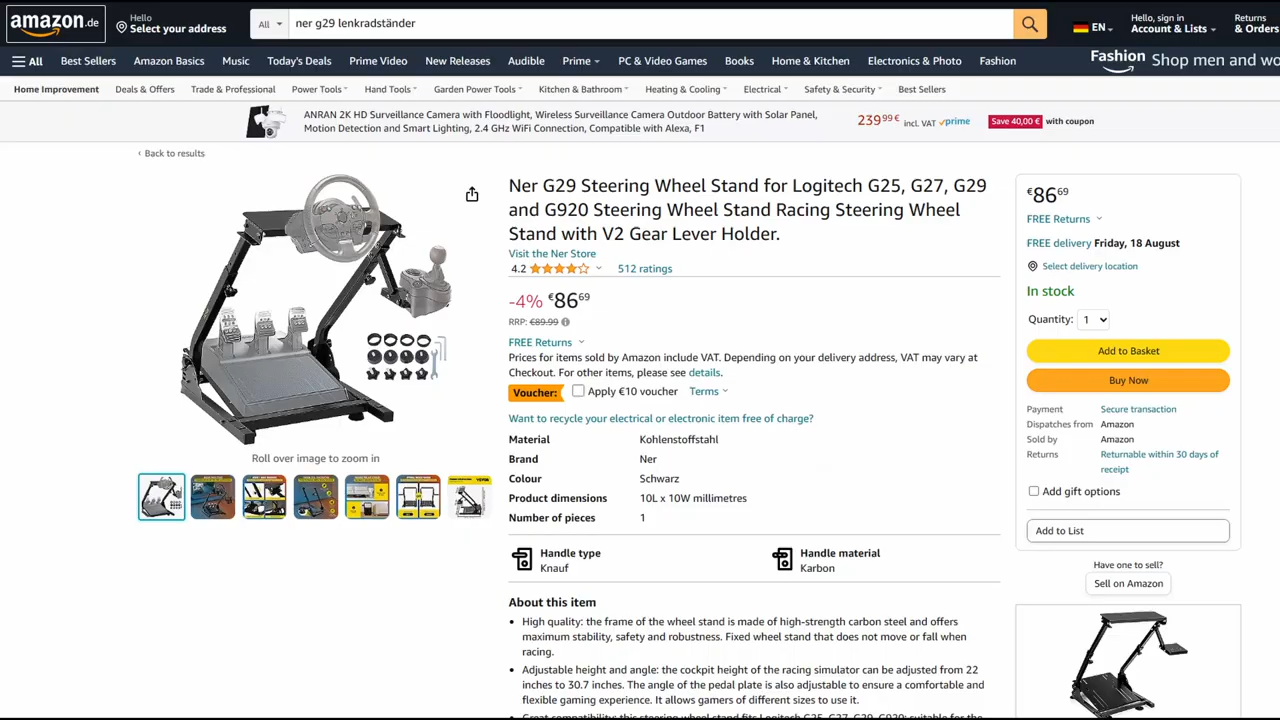 amazon.de
Hello
Select your address
All
ner g29 lenkradständer
EN
Hello, sign in
Account & Lists
Returns
& Orders
All
Best Sellers
Amazon Basics
Music
Today's Deals
Prime Video
New Releases
Audible
Prime
PC & Video Games
Books
Home & Kitchen
Electronics & Photo
Fashion
Fashion Shop men and wo
Home Improvement
Deals & Offers
Trade & Professional
Power Tools
Hand Tools
Garden Power Tools
Kitchen & Bathroom
Heating & Cooling
Electrical
Safety & Security
Best Sellers
ANRAN 2K HD Surveillance Camera with Floodlight, Wireless Surveillance Camera Outdoor Battery with Solar Panel,
Motion Detection and Smart Lighting, 2.4 GHz WiFi Connection, Compatible with Alexa, F1
239 99 € incl. VAT prime
Save 40,00 € with coupon
‹ Back to results
Roll over image to zoom in
Ner G29 Steering Wheel Stand for Logitech G25, G27, G29
and G920 Steering Wheel Stand Racing Steering Wheel
Stand with V2 Gear Lever Holder.
Visit the Ner Store
4.2
512 ratings
-4% €86 69
RRP: €89.99
FREE Returns
Prices for items sold by Amazon include VAT. Depending on your delivery address, VAT may vary at
Checkout. For other items, please see details.
Voucher: Apply €10 voucher Terms
Want to recycle your electrical or electronic item free of charge?
Material Kohlenstoffstahl
Brand Ner
Colour Schwarz
Product dimensions 10L x 10W millimetres
Number of pieces 1
Handle type
Knauf
Handle material
Karbon
About this item
• High quality: the frame of the wheel stand is made of high-strength carbon steel and offers
maximum stability, safety and robustness. Fixed wheel stand that does not move or fall when
racing.
• Adjustable height and angle: the cockpit height of the racing simulator can be adjusted from 22
inches to 30.7 inches. The angle of the pedal plate is also adjustable to ensure a comfortable and
flexible gaming experience. It allows gamers of different sizes to use it.
• Great compatibility: this steering wheel stand fits Logitech G25, G27, G29, G920; suitable for the
€86 69
FREE Returns
FREE delivery Friday, 18 August
Select delivery location
In stock
Quantity: 1
Add to Basket
Buy Now
Payment Secure transaction
Dispatches from Amazon
Sold by Amazon
Returns Returnable within 30 days of
receipt
Add gift options
Add to List
Have one to sell?
Sell on Amazon